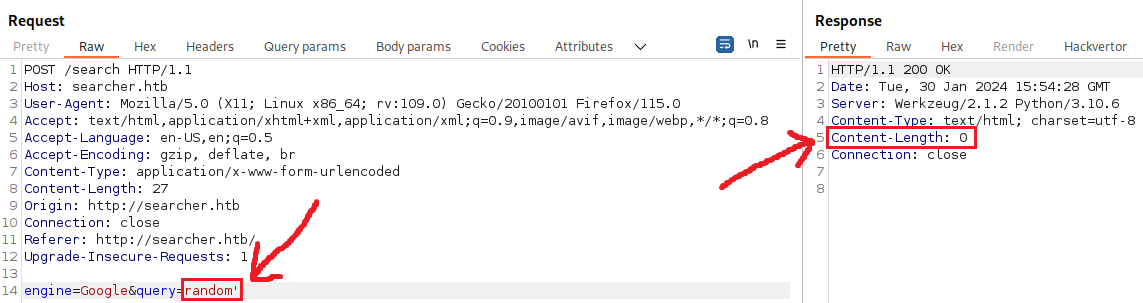 Request
Pretty Raw Hex Headers Query params Body params Cookies Attributes \n
1 POST /search HTTP/1.1
2 Host: searcher.htb
3 User-Agent: Mozilla/5.0 (X11; Linux x86_64; rv:109.0) Gecko/20100101 Firefox/115.0
4 Accept: text/html,application/xhtml+xml,application/xml;q=0.9,image/avif,image/webp,*/*;q=0.8
5 Accept-Language: en-US,en;q=0.5
6 Accept-Encoding: gzip, deflate, br
7 Content-Type: application/x-www-form-urlencoded
8 Content-Length: 27
9 Origin: http://searcher.htb
10 Connection: close
11 Referer: http://searcher.htb/
12 Upgrade-Insecure-Requests: 1
13
14 engine=Google&query=random'
Response
Pretty Raw Hex Render Hackvertor
1 HTTP/1.1 200 OK
2 Date: Tue, 30 Jan 2024 15:54:28 GMT
3 Server: Werkzeug/2.1.2 Python/3.10.6
4 Content-Type: text/html; charset=utf-8
5 Content-Length: 0
6 Connection: close
7
8